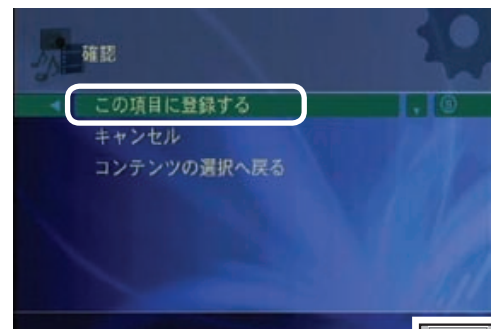 確認
この項目に登録する
キャンセル
コンテンツの選択へ戻る